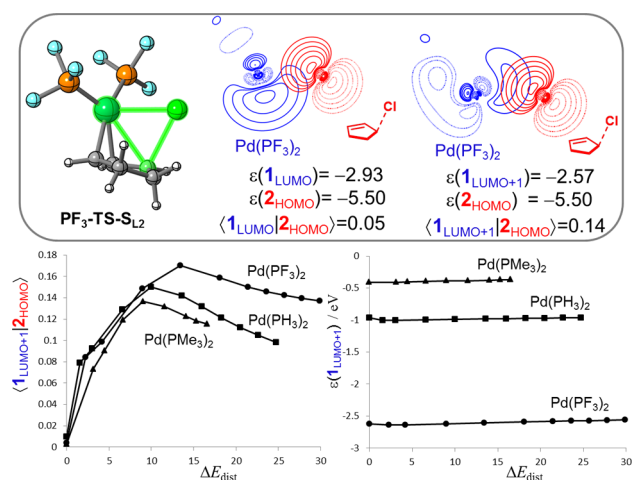 Cl
Cl
Pd(PF₃)₂
Pd(PF₃)₂
ε(1LUMO)= −2.93
ε(2HOMO)= −5.50
⟨1LUMO|2HOMO⟩=0.05
ε(1LUMO+1)= −2.57
ε(2HOMO) = −5.50
⟨1LUMO+1|2HOMO⟩=0.14
PF₃-TS-SL2
⟨1LUMO+1|2HOMO⟩
0.18
0.16
0.14
0.12
0.1
0.08
0.06
0.04
0.02
0
Pd(PF₃)₂
Pd(PH₃)₂
Pd(PMe₃)₂
0 5 10 15 20 25 30
ΔEdist
ε(1LUMO+1) / eV
0
-0.5
-1
-1.5
-2
-2.5
-3
Pd(PMe₃)₂
Pd(PH₃)₂
Pd(PF₃)₂
0 5 10 15 20 25 30
ΔEdist